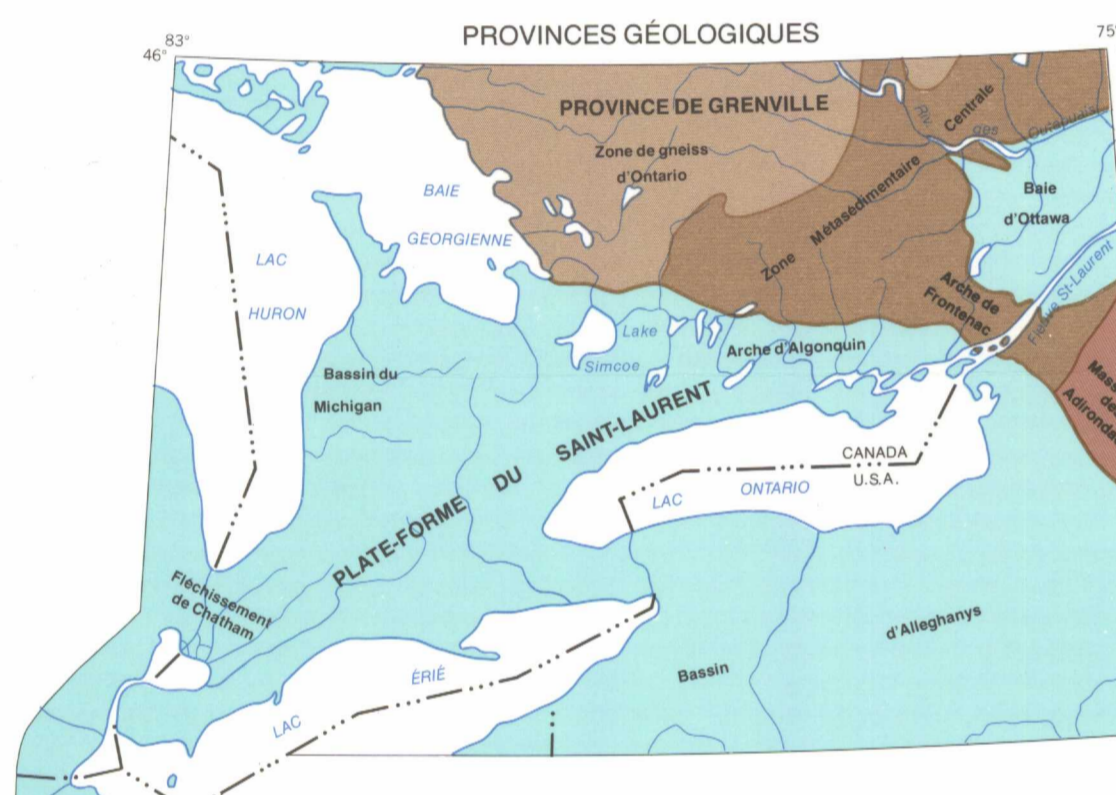 PROVINCES GÉOLOGIQUES
83°
46°
PROVINCE DE GRENVILLE
Zone de gneiss
d'Ontario
Centrale
Riv.
des
Outaouais
Métasédimentaire
Zone
Baie
d'Ottawa
BAIE
GEORGIENNE
LAC
HURON
Arche de
Frontenac
Fleuve St-Laurent
Lake
Simcoe
Arche d'Algonquin
Bassin du
Michigan
PLATE-FORME DU SAINT-LAURENT
CANADA
U.S.A.
LAC ONTARIO
Fléchissement
de Chatham
LAC ÉRIÉ
Bassin
d'Alleghanys